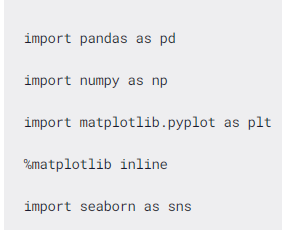 import pandas as pd
import numpy as np
import matplotlib.pyplot as plt
%matplotlib inline
import seaborn as sns